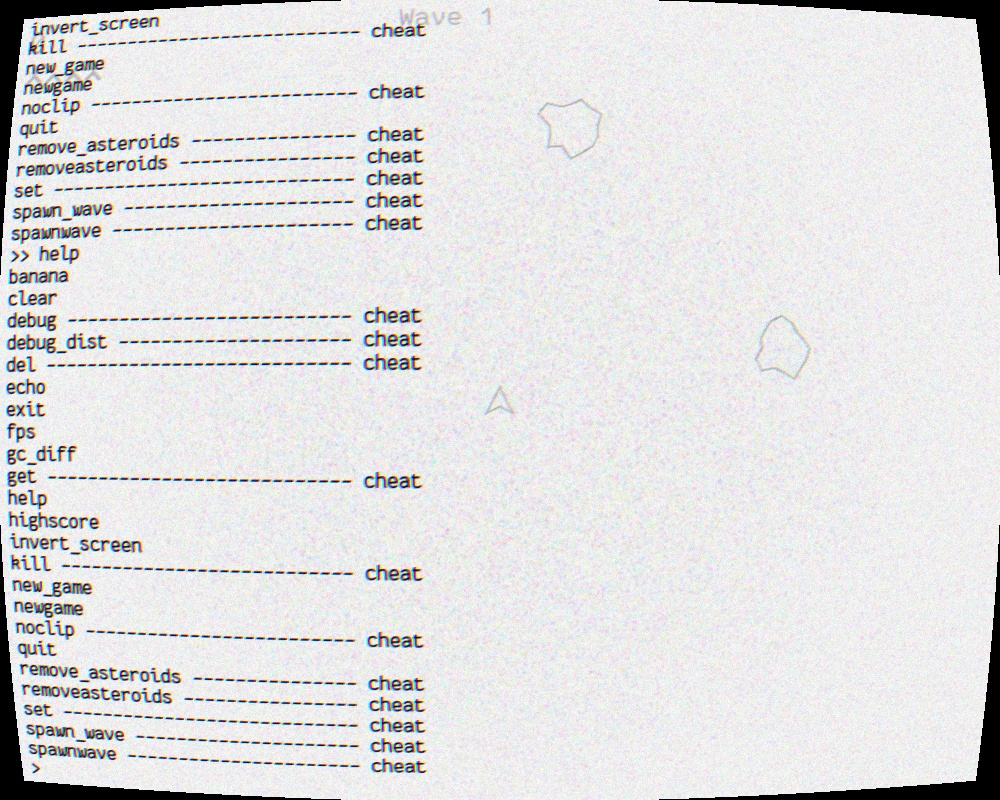 Wave 1
invert_screen
kill ---------------------------- cheat
new_game
newgame
noclip -------------------------- cheat
quit
remove_asteroids ---------------- cheat
removeasteroids ----------------- cheat
set ----------------------------- cheat
spawn_wave ---------------------- cheat
spawnwave ----------------------- cheat
>> help
banana
clear
debug --------------------------- cheat
debug_dist ---------------------- cheat
del ----------------------------- cheat
echo
exit
fps
gc_diff
get ----------------------------- cheat
help
highscore
invert_screen
kill ---------------------------- cheat
new_game
newgame
noclip -------------------------- cheat
quit
remove_asteroids ---------------- cheat
removeasteroids ----------------- cheat
set ----------------------------- cheat
spawn_wave ---------------------- cheat
spawnwave ----------------------- cheat
>